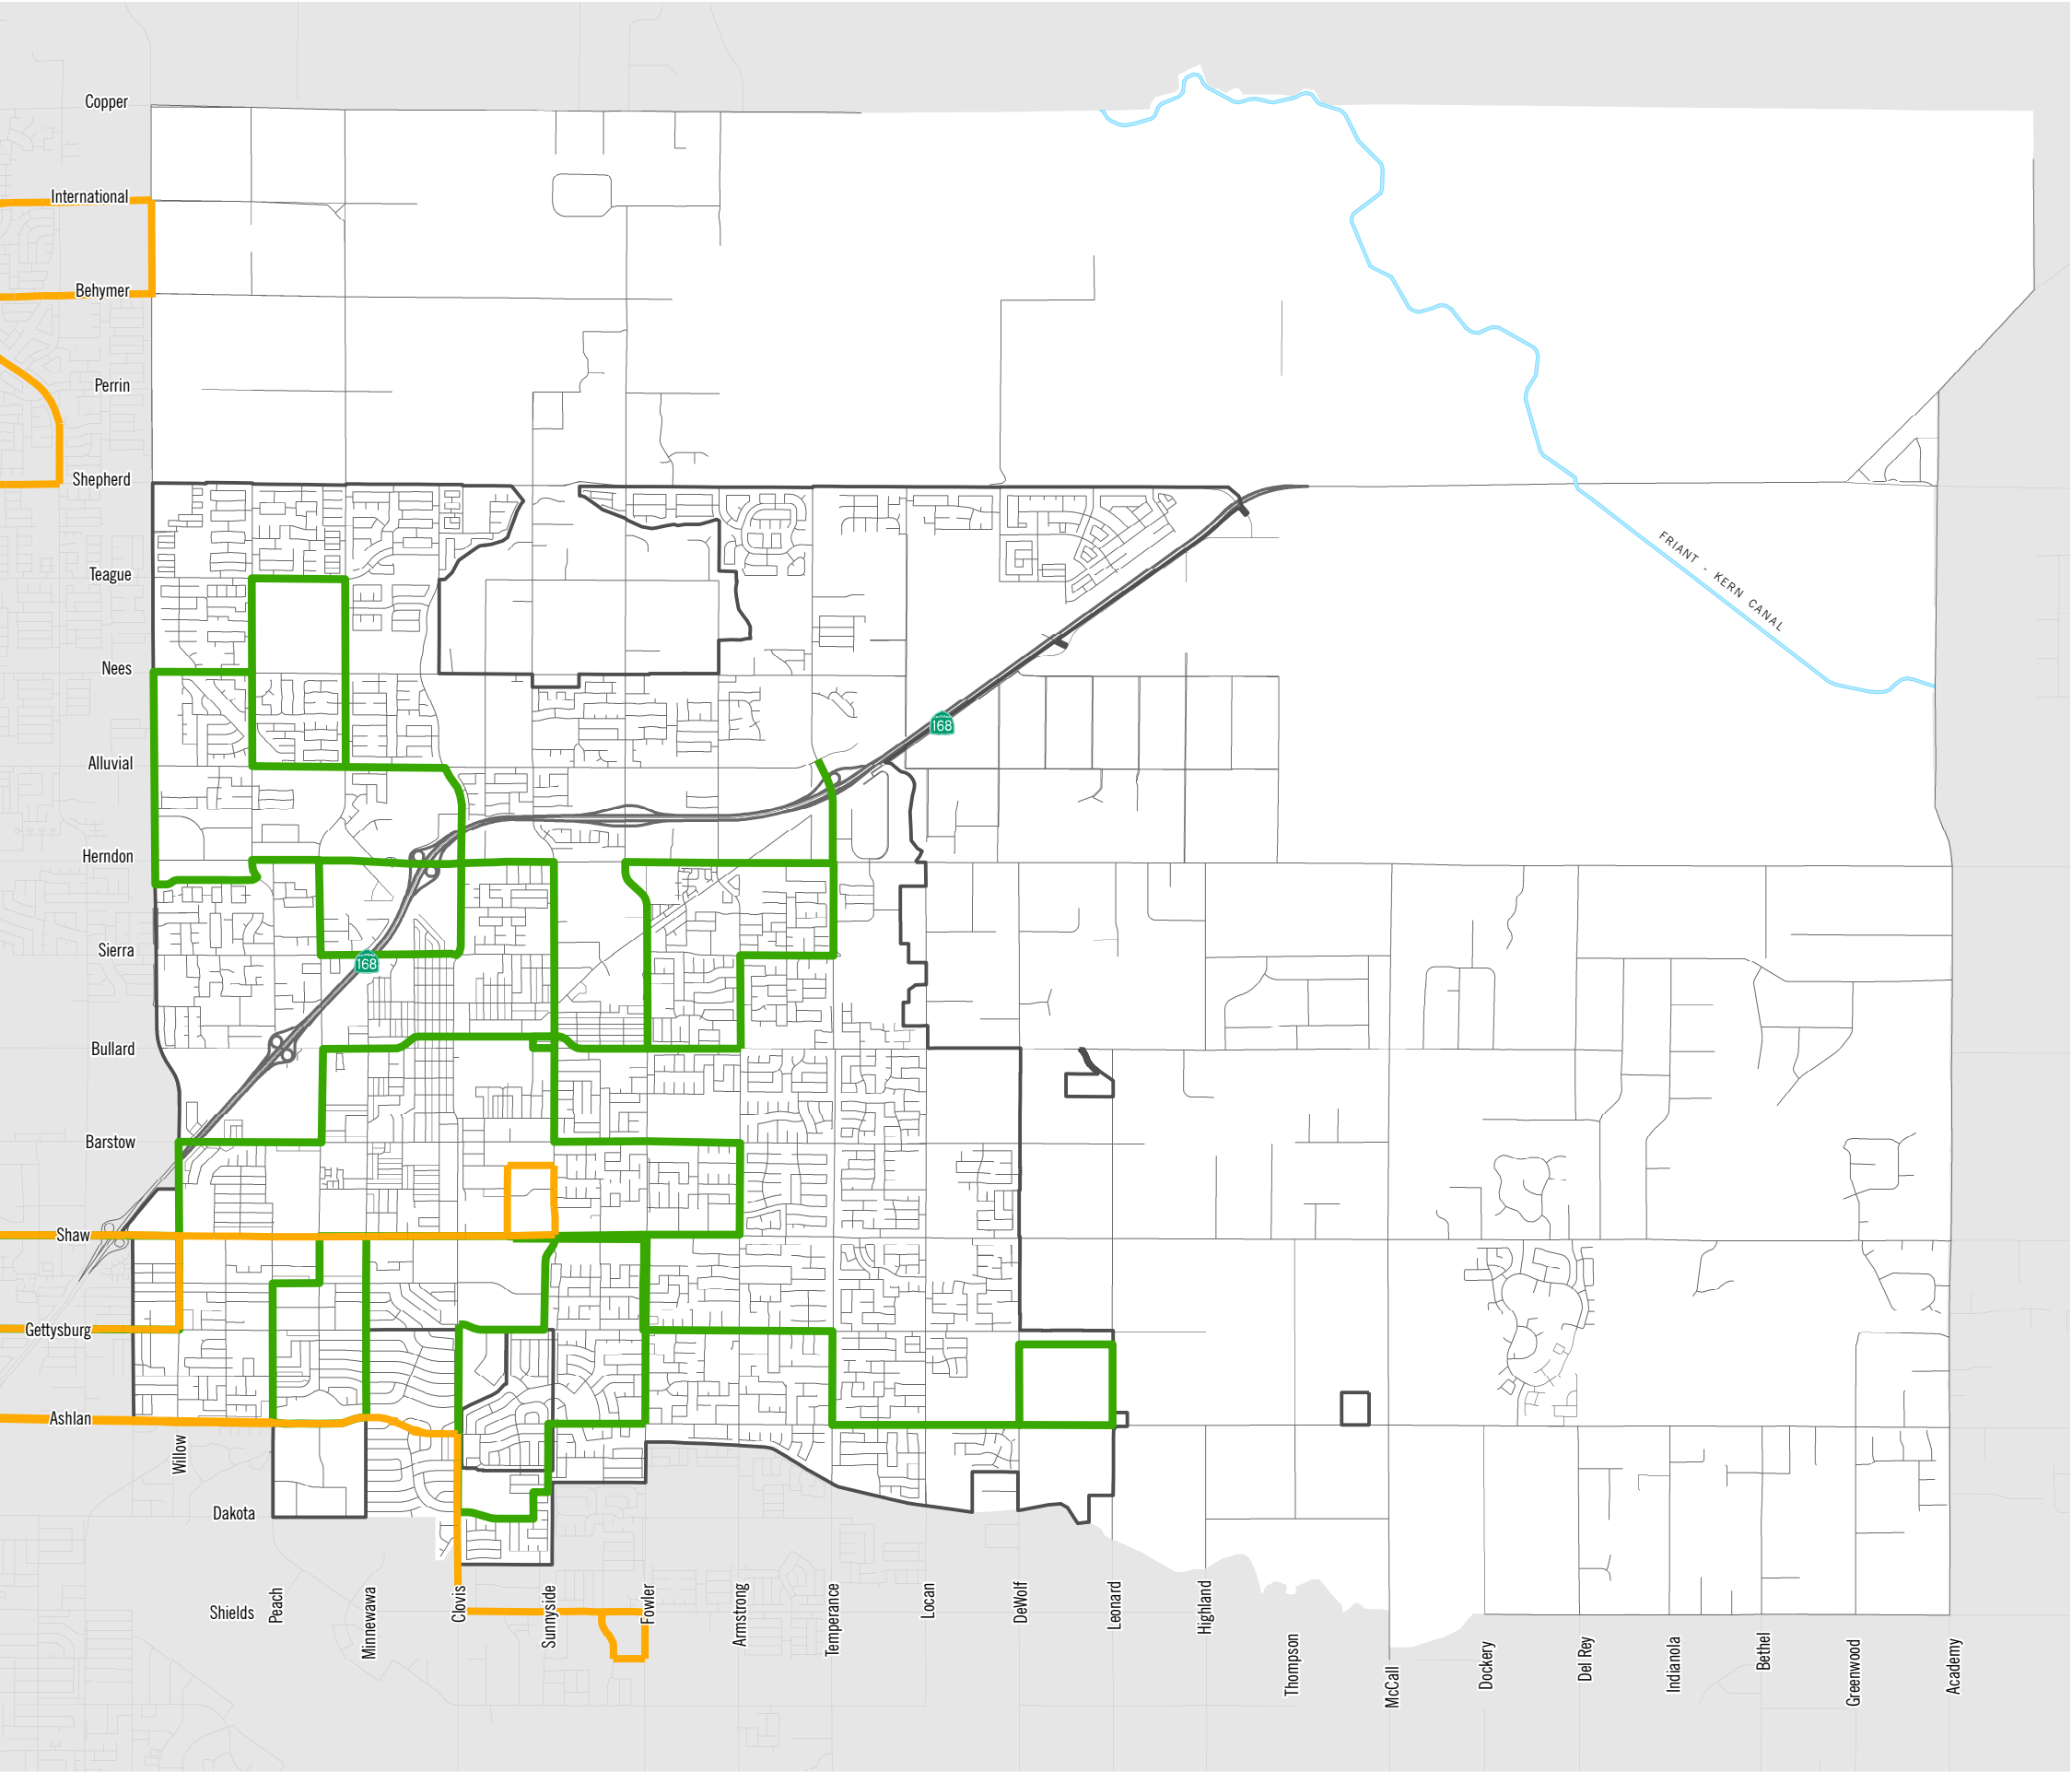 Copper
International
Behymer
Perrin
Shepherd
FRIANT - KERN CANAL
Teague
Nees
168
Alluvial
Herndon
Sierra
168
Bullard
Barstow
Shaw
Gettysburg
Ashlan
Willow
Dakota
Shields
Peach
Minnewawa
Clovis
Sunnyside
Fowler
Armstrong
Temperance
Locan
DeWolf
Leonard
Highland
Thompson
McCall
Dockery
Del Rey
Indianola
Bethel
Greenwood
Academy